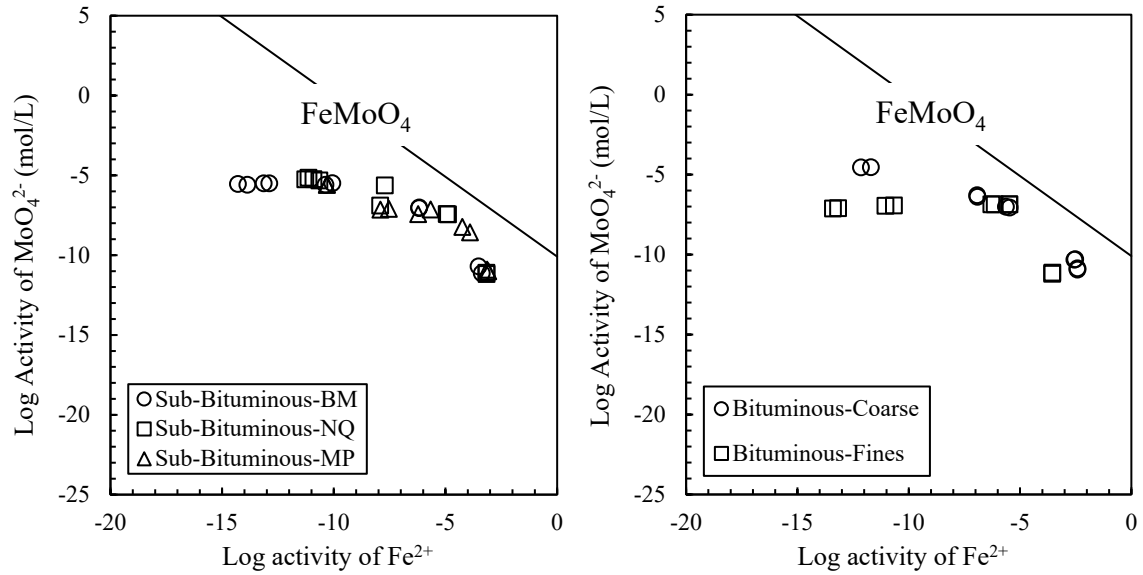 Log Activity of MoO₄²⁻ (mol/L)
5
0
-5
-10
-15
-20
-25
FeMoO₄
Sub-Bituminous-BM
Sub-Bituminous-NQ
Sub-Bituminous-MP
-20
-15
-10
-5
0
Log activity of Fe²⁺
Log Activity of MoO₄²⁻ (mol/L)
5
0
-5
-10
-15
-20
-25
FeMoO₄
Bituminous-Coarse
Bituminous-Fines
-20
-15
-10
-5
0
Log activity of Fe²⁺